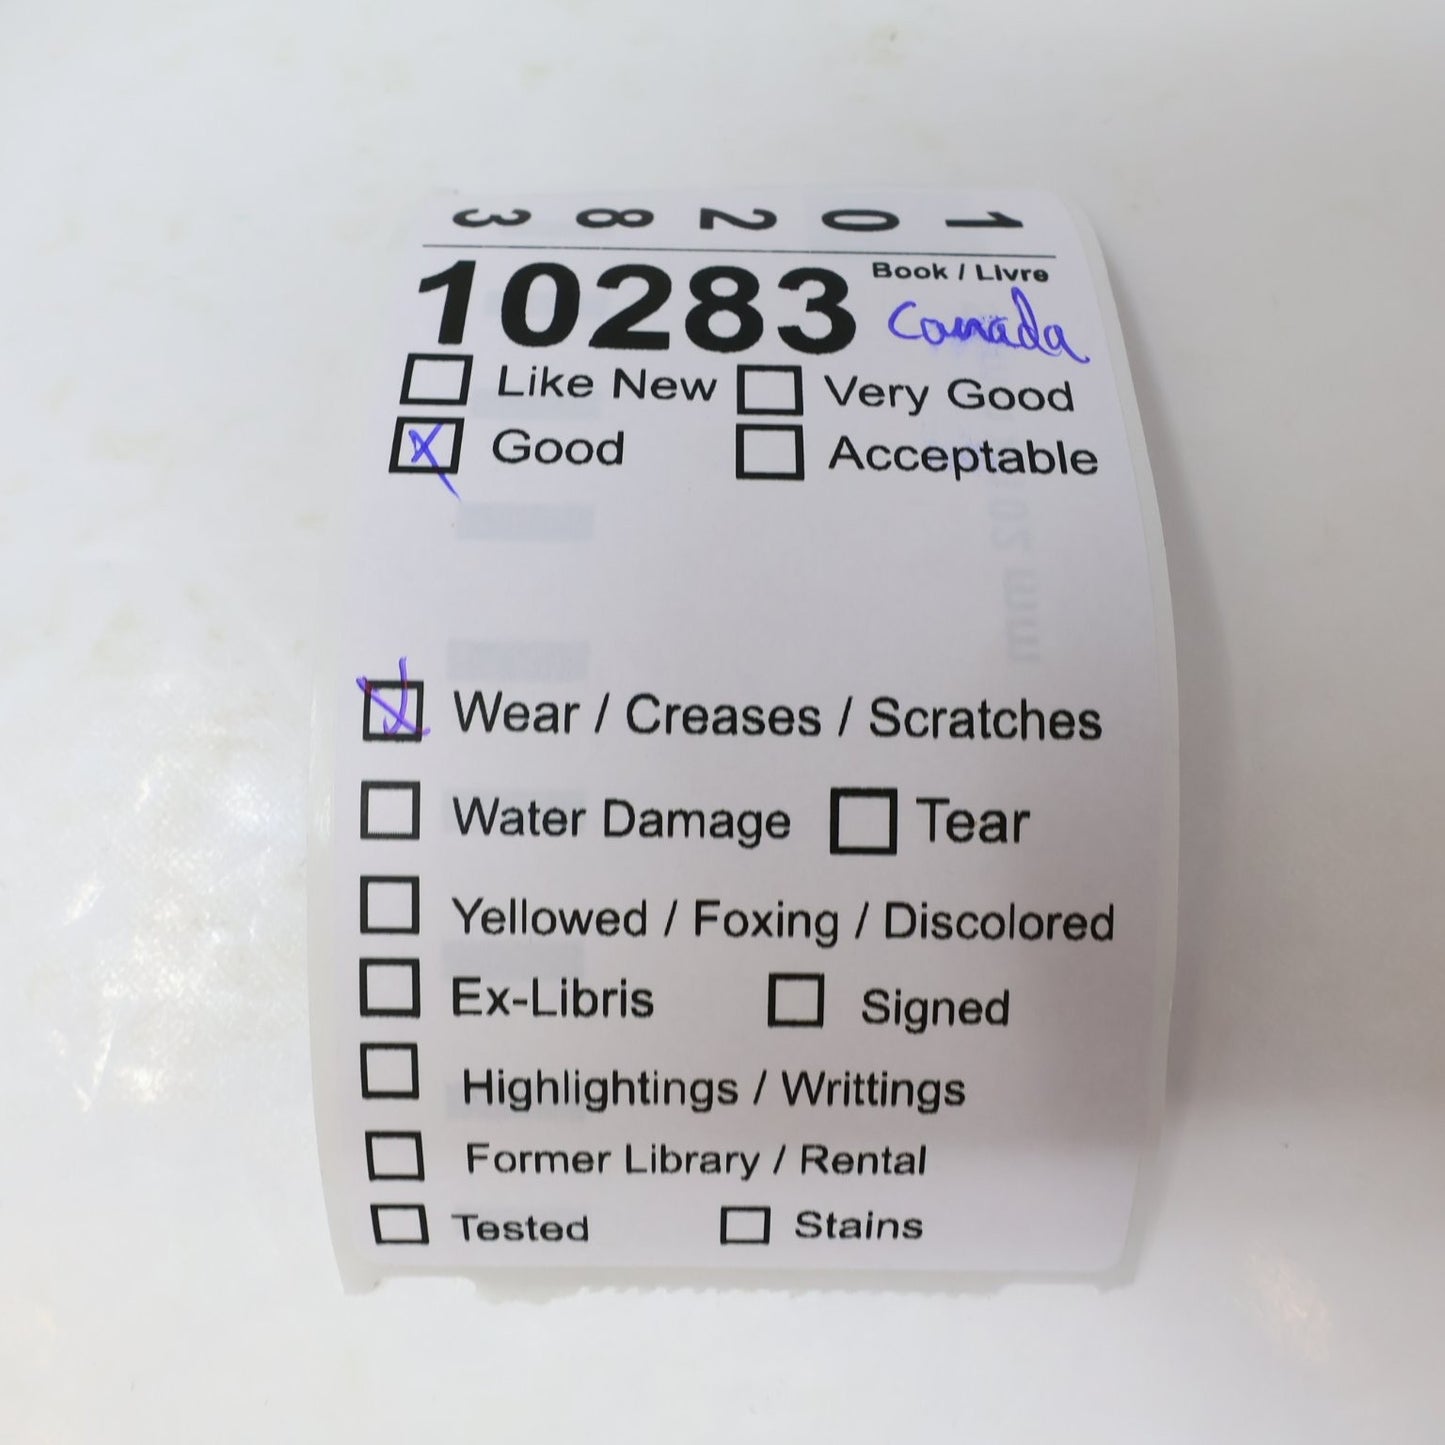 1 0 2 8 3
10283 Book / Livre
Canada
Like New Very Good
Good Acceptable
Wear / Creases / Scratches
Water Damage Tear
Yellowed / Foxing / Discolored
Ex-Libris Signed
Highlightings / Writtings
Former Library / Rental
Tested Stains